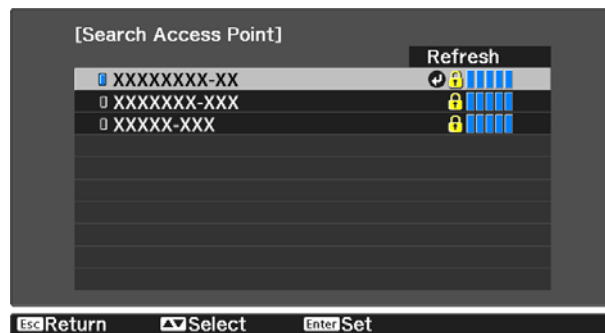 [Search Access Point]
Refresh
XXXXXXXX-XX
XXXXXXX-XXX
XXXXX-XXX
Esc Return Select Enter Set